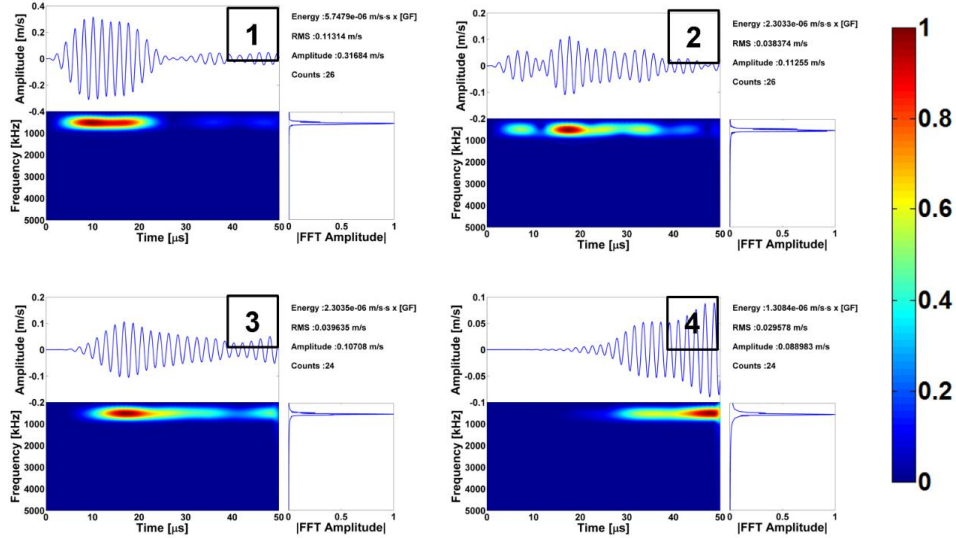 1
Energy :5.7479e-06 m/s·s x [GF]
RMS :0.11314 m/s
Amplitude :0.31684 m/s
Counts :26
Amplitude [m/s]
0.4
0.2
0
-0.2
-0.4
Frequency [kHz]
1000
2000
3000
4000
5000
0 10 20 30 40 50
Time [µs]
0.5 1
|FFT Amplitude|
2
Energy :2.3033e-06 m/s·s x [GF]
RMS :0.038374 m/s
Amplitude :0.11255 m/s
Counts :26
Amplitude [m/s]
0.2
0.1
0
-0.1
-0.2
Frequency [kHz]
1000
2000
3000
4000
5000
0 10 20 30 40 50
Time [µs]
0.5 1
|FFT Amplitude|
3
Energy :2.3035e-06 m/s·s x [GF]
RMS :0.039635 m/s
Amplitude :0.10708 m/s
Counts :24
Amplitude [m/s]
0.2
0.1
0
-0.1
-0.2
Frequency [kHz]
1000
2000
3000
4000
5000
0 10 20 30 40 50
Time [µs]
0.5 1
|FFT Amplitude|
4
Energy :1.3084e-06 m/s·s x [GF]
RMS :0.029578 m/s
Amplitude :0.088983 m/s
Counts :24
Amplitude [m/s]
0.1
0.05
0
-0.05
-0.1
Frequency [kHz]
1000
2000
3000
4000
5000
0 10 20 30 40 50
Time [µs]
0.5 1
|FFT Amplitude|
1
0.8
0.6
0.4
0.2
0